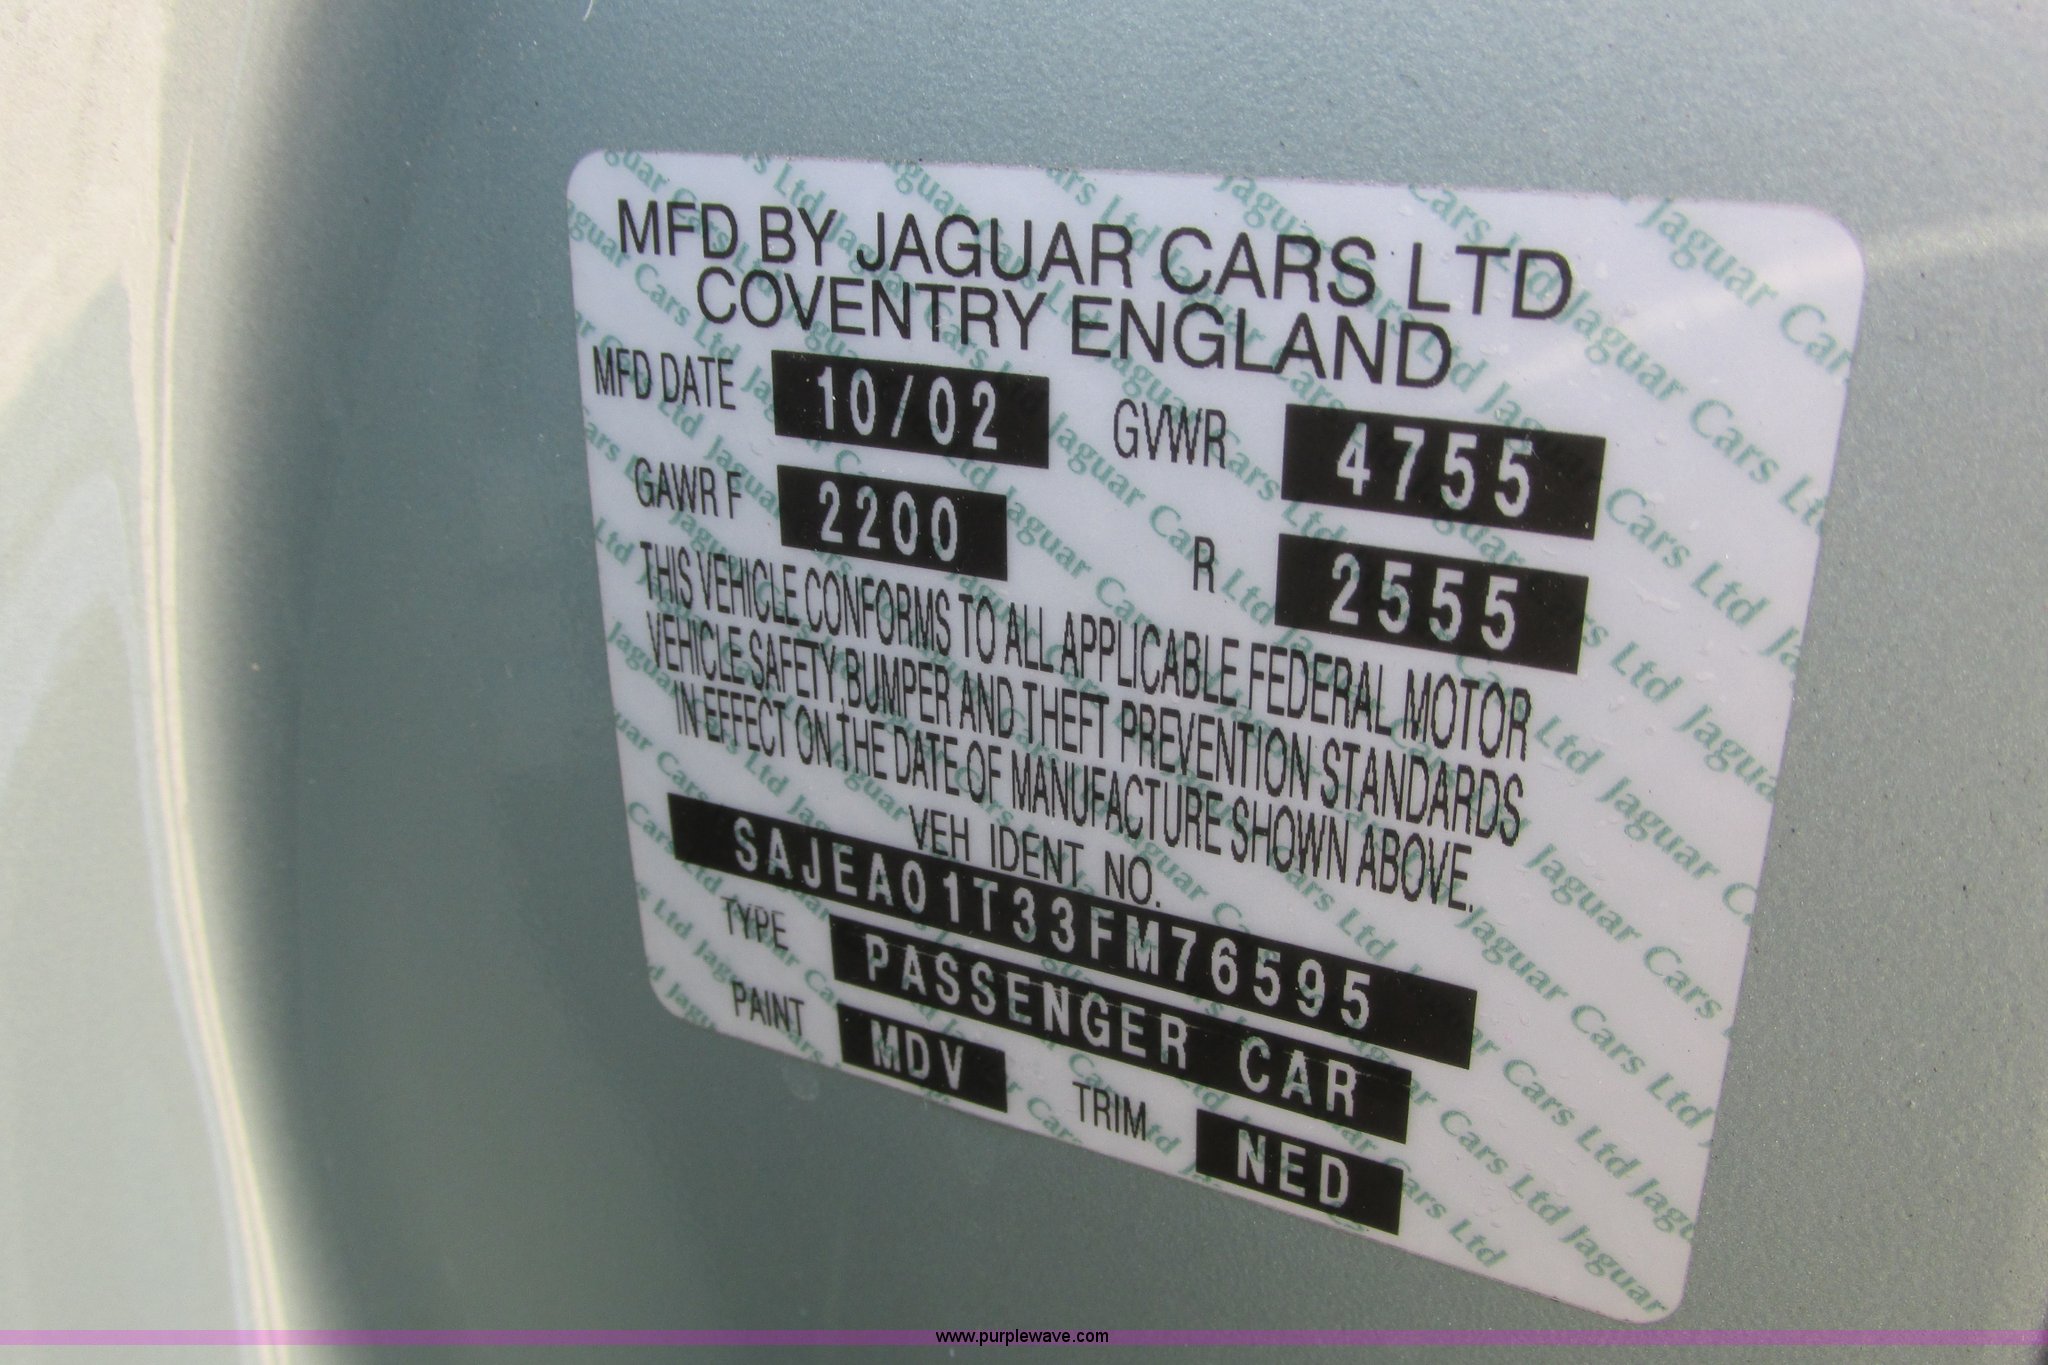 MFD BY JAGUAR CARS LTD
COVENTRY ENGLAND
MFD DATE 10/02 GVWR 4755
GAWR F 2200 R 2555
THIS VEHICLE CONFORMS TO ALL APPLICABLE FEDERAL MOTOR
VEHICLE SAFETY, BUMPER AND THEFT PREVENTION STANDARDS
IN EFFECT ON THE DATE OF MANUFACTURE SHOWN ABOVE.
VEH IDENT NO.
SAJEA01T33FM76595
TYPE PASSENGER CAR
PAINT MDV TRIM NED
www.purplewave.com